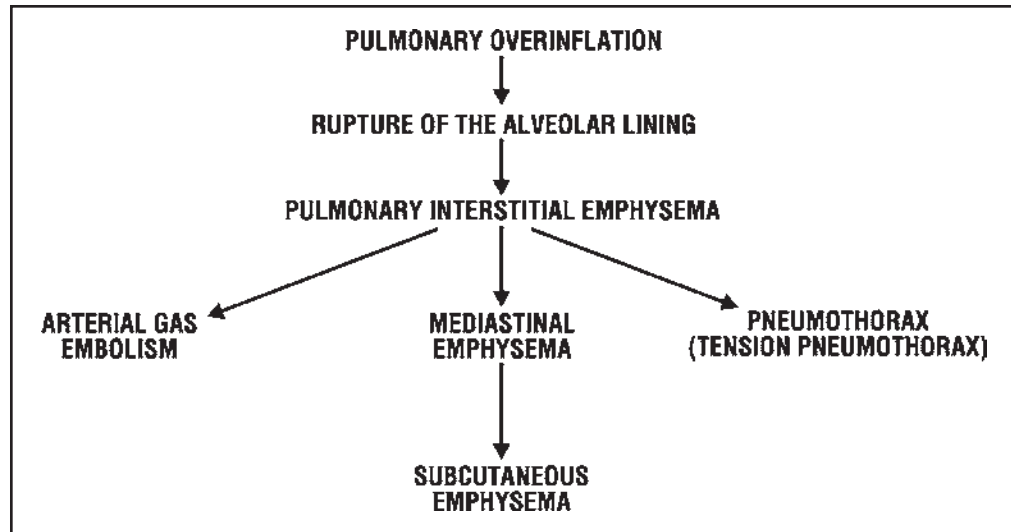 PULMONARY OVERINFLATION
RUPTURE OF THE ALVEOLAR LINING
PULMONARY INTERSTITIAL EMPHYSEMA
ARTERIAL GAS
EMBOLISM
MEDIASTINAL
EMPHYSEMA
PNEUMOTHORAX
(TENSION PNEUMOTHORAX)
SUBCUTANEOUS
EMPHYSEMA